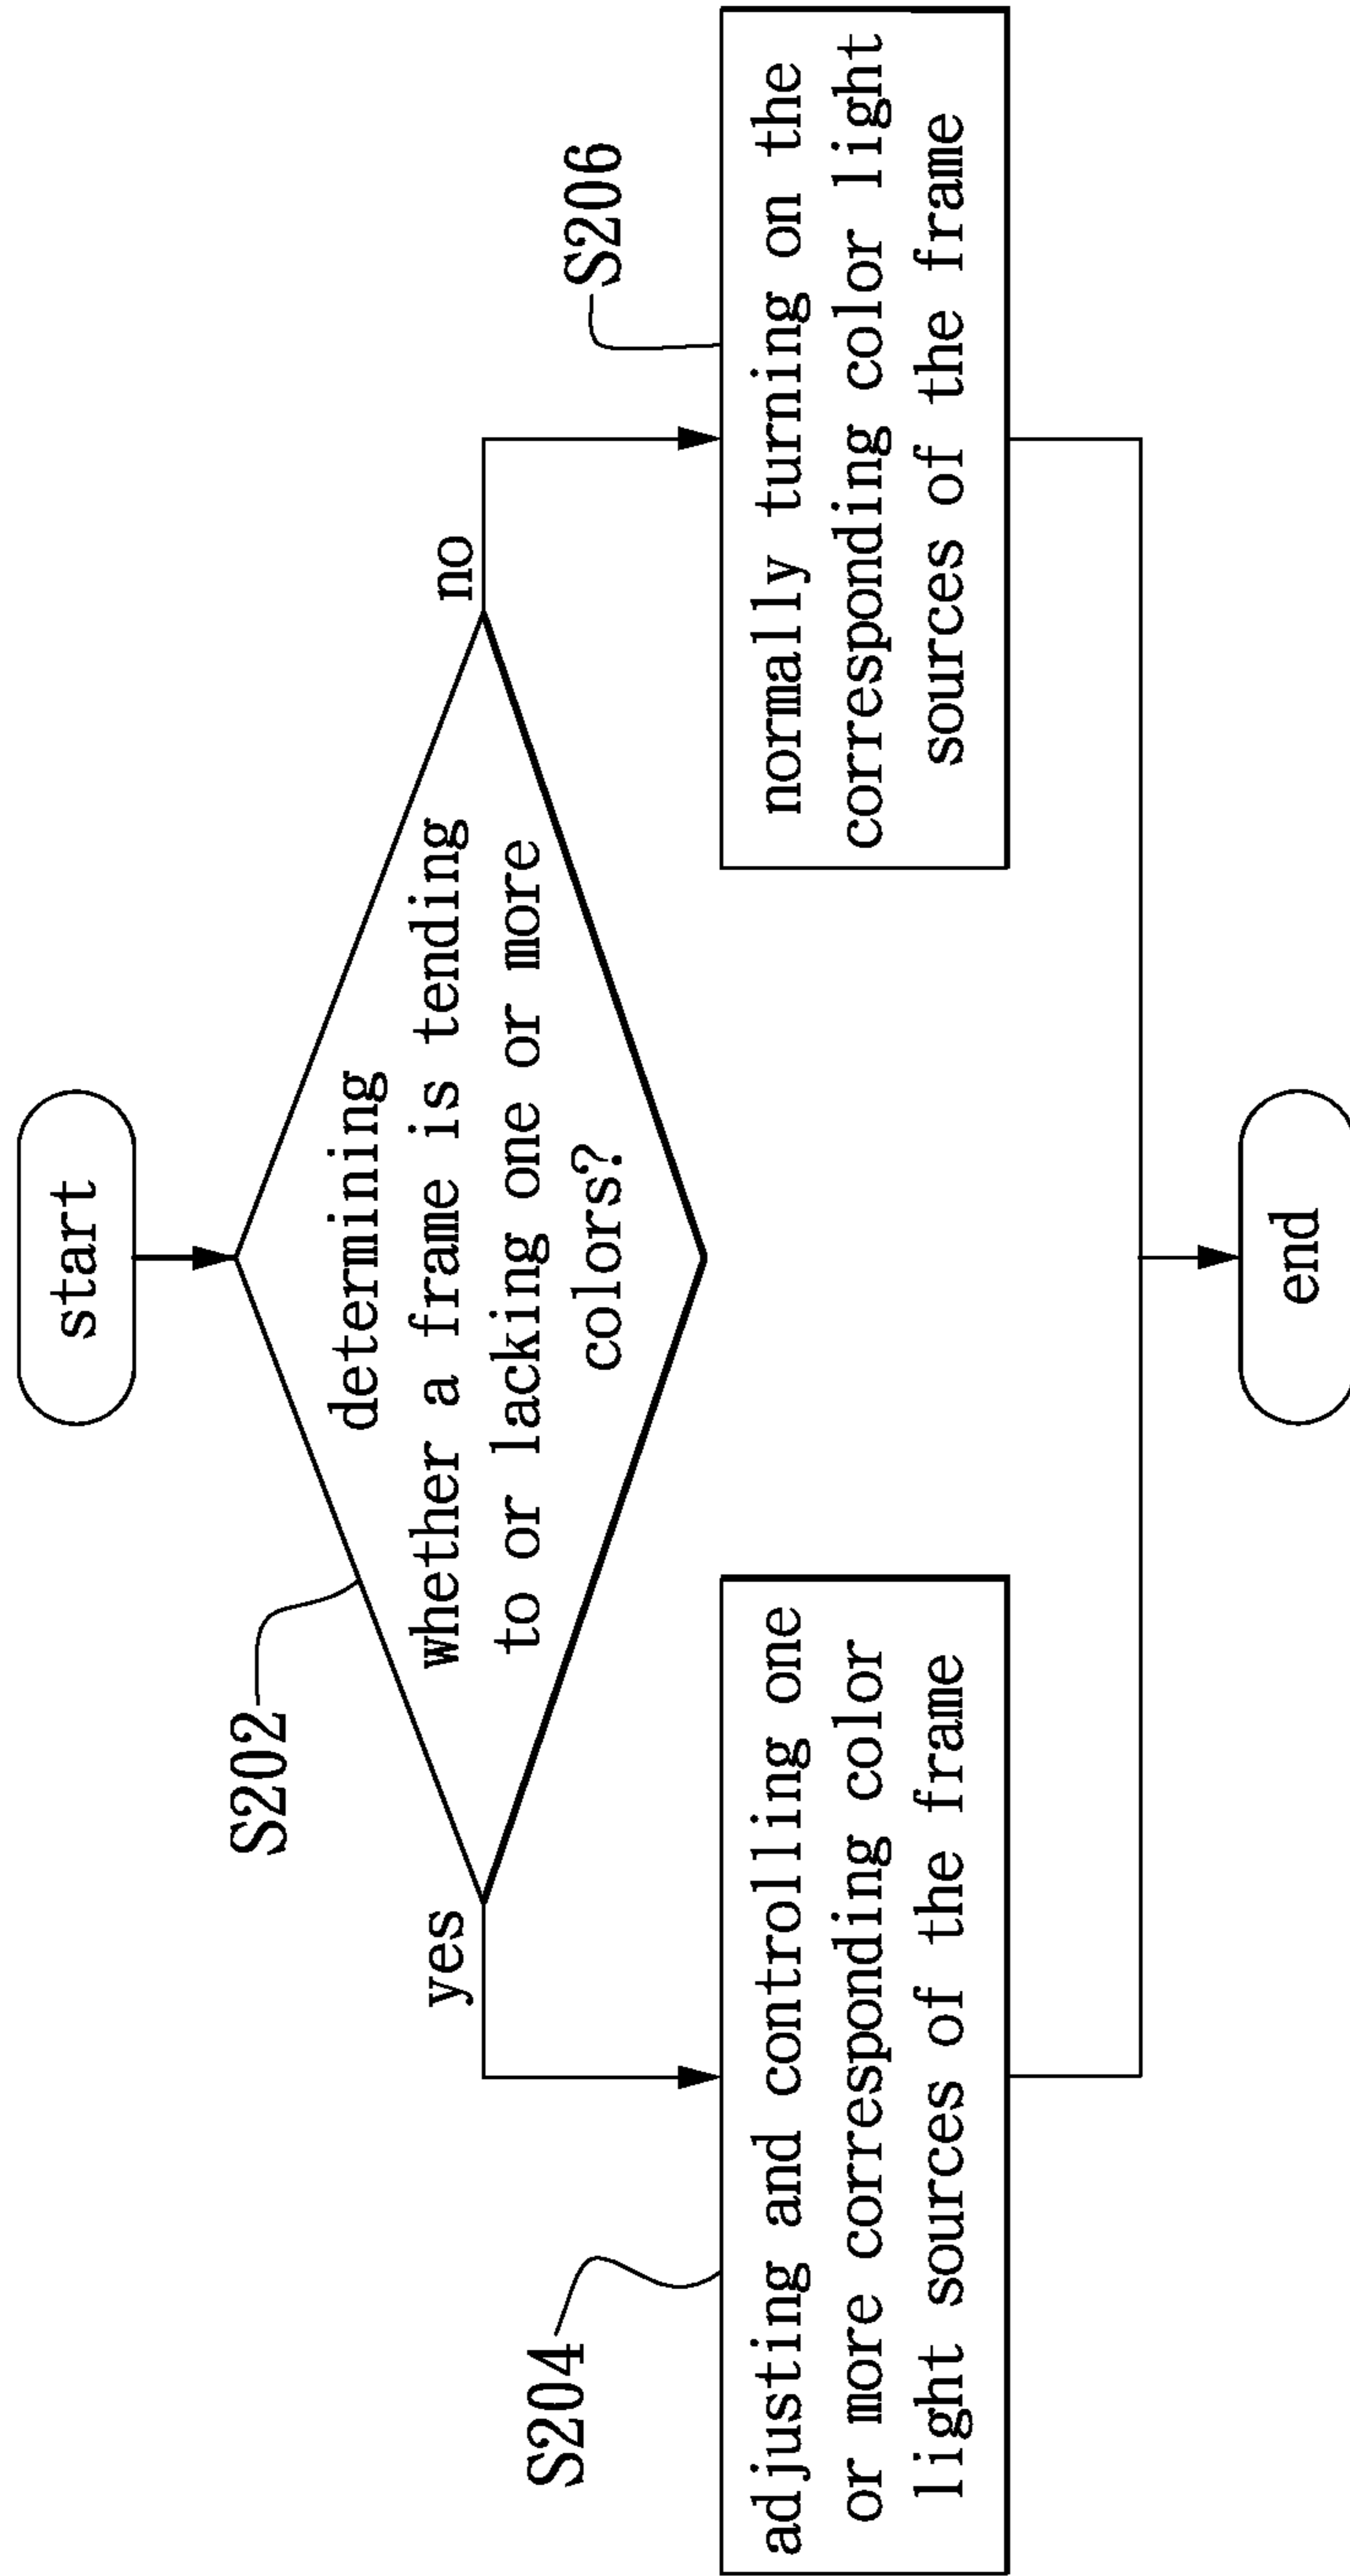 start
S202
determining
whether a frame is tending
to or lacking one or more
colors?
yes
no
S204
adjusting and controlling one
or more corresponding color
light sources of the frame
S206
normally turning on the
corresponding color light
sources of the frame
end